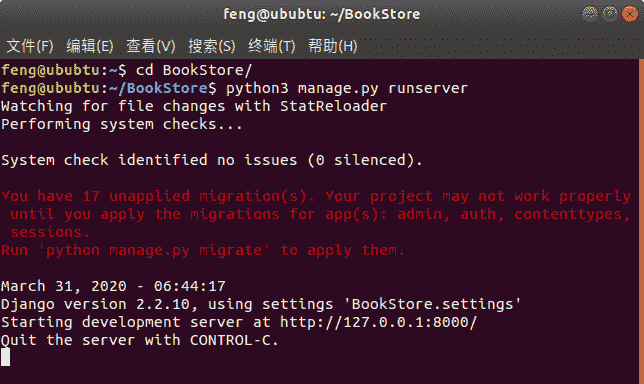 feng@ububtu: ~/BookStore
文件(F) 编辑(E) 查看(V) 搜索(S) 终端(T) 帮助(H)
feng@ububtu:~$ cd BookStore/
feng@ububtu:~/BookStore$ python3 manage.py runserver
Watching for file changes with StatReloader
Performing system checks...
System check identified no issues (0 silenced).
You have 17 unapplied migration(s). Your project may not work properly
until you apply the migrations for app(s): admin, auth, contenttypes,
sessions.
Run 'python manage.py migrate' to apply them.
March 31, 2020 - 06:44:17
Django version 2.2.10, using settings 'BookStore.settings'
Starting development server at http://127.0.0.1:8000/
Quit the server with CONTROL-C.